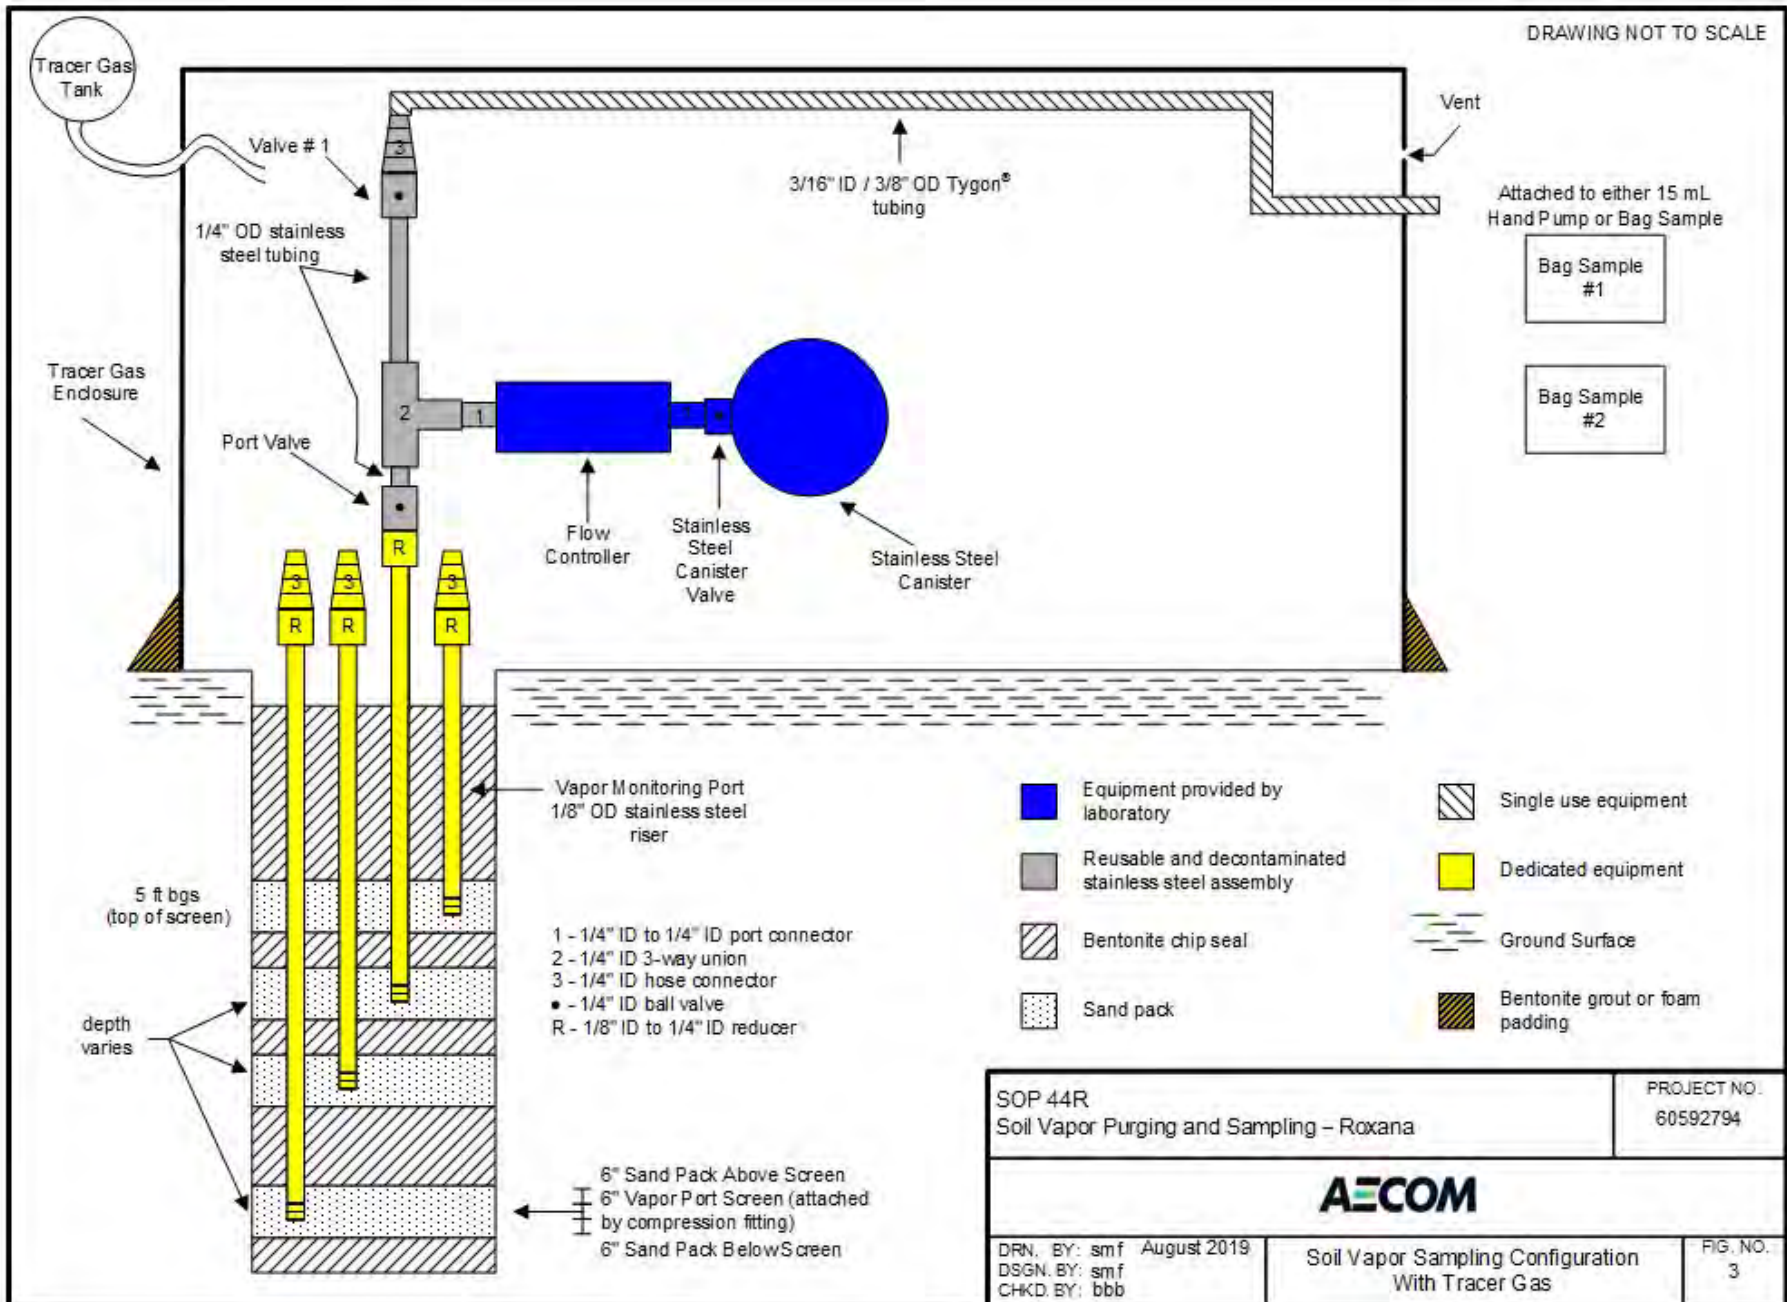 DRAWING NOT TO SCALE
Tracer Gas
Tank
Valve # 1
Vent
3/16" ID / 3/8" OD Tygon®
tubing
Attached to either 15 mL
Hand Pump or Bag Sample
Bag Sample
#1
Bag Sample
#2
1/4" OD stainless
steel tubing
Tracer Gas
Enclosure
Port Valve
3
2
1
1
R
Flow
Controller
Stainless
Steel
Canister
Valve
Stainless Steel
Canister
3
3
3
R
R
R
Vapor Monitoring Port
1/8" OD stainless steel
riser
5 ft bgs
(top of screen)
depth
varies
1 - 1/4" ID to 1/4" ID port connector
2 - 1/4" ID 3-way union
3 - 1/4" ID hose connector
• - 1/4" ID ball valve
R - 1/8" ID to 1/4" ID reducer
6" Sand Pack Above Screen
6" Vapor Port Screen (attached
by compression fitting)
6" Sand Pack Below Screen
Equipment provided by
laboratory
Reusable and decontaminated
stainless steel assembly
Bentonite chip seal
Sand pack
Single use equipment
Dedicated equipment
Ground Surface
Bentonite grout or foam
padding
SOP 44R
Soil Vapor Purging and Sampling – Roxana
PROJECT NO.
60592794
AECOM
DRN. BY: smf August 2019
DSGN. BY: smf
CHKD. BY: bbb
Soil Vapor Sampling Configuration
With Tracer Gas
FIG. NO.
3